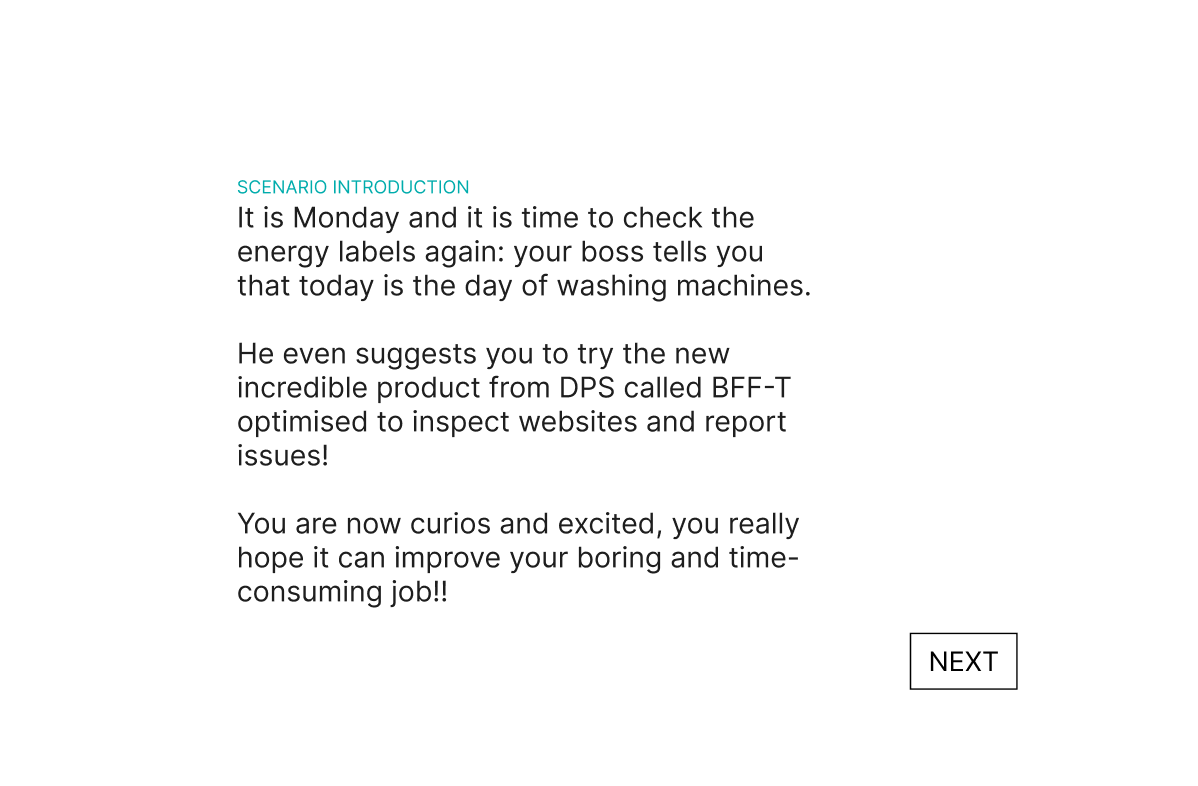 SCENARIO INTRODUCTION
It is Monday and it is time to check the
energy labels again: your boss tells you
that today is the day of washing machines.
He even suggests you to try the new
incredible product from DPS called BFF-T
optimised to inspect websites and report
issues!
You are now curios and excited, you really
hope it can improve your boring and time-
consuming job!!
NEXT